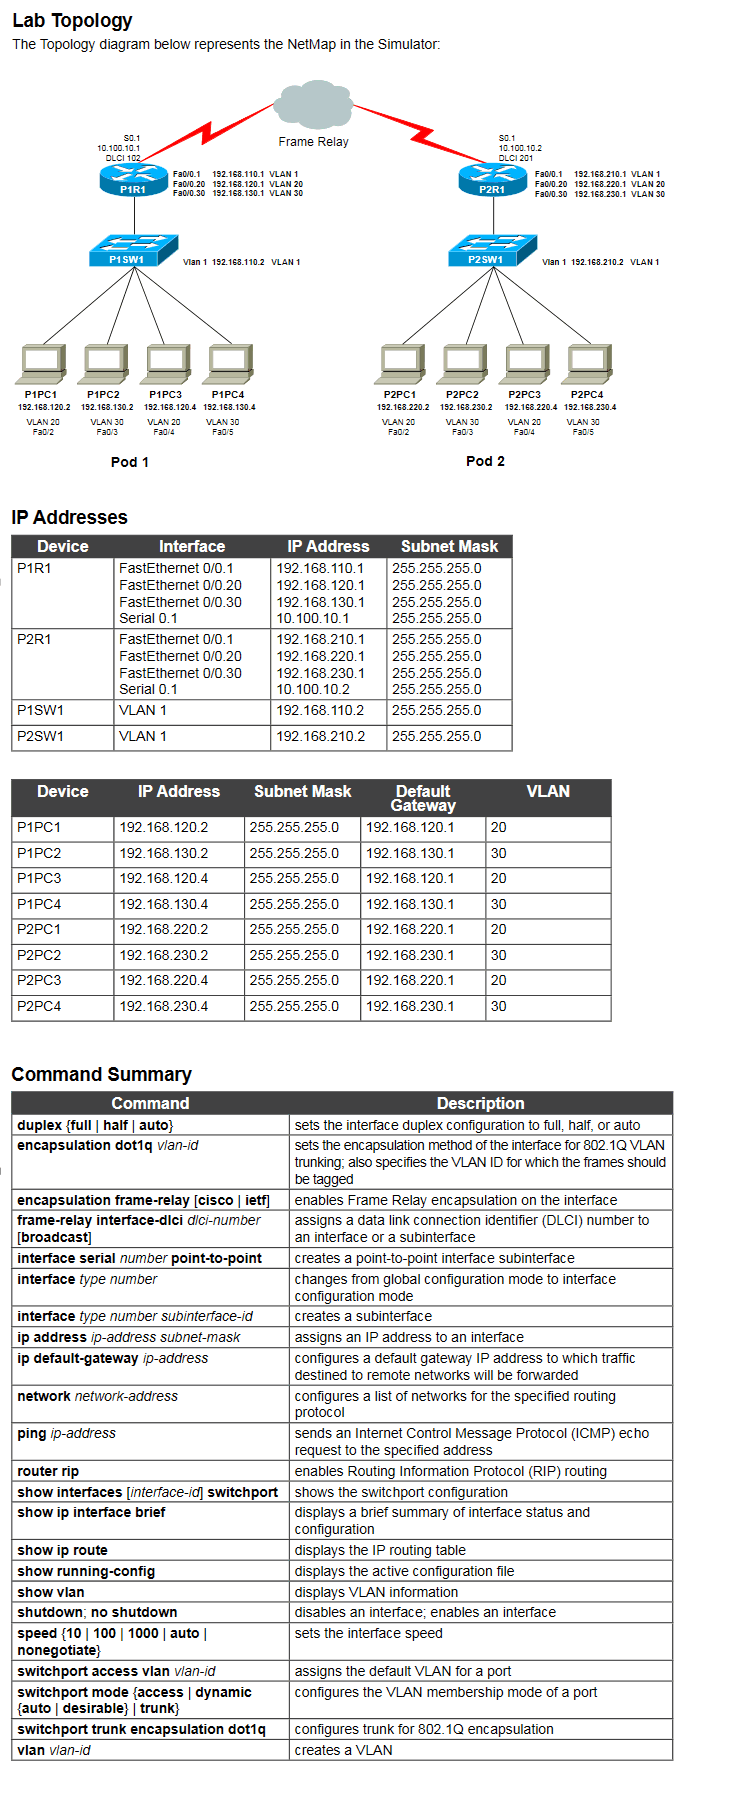 Lab Topology
The Topology diagram below represents the NetMap in the Simulator:
Frame Relay
S0.1
10.100.10.1
DLCI 102
P1R1
Fa0/0.1 192.168.110.1 VLAN 1
Fa0/0.20 192.168.120.1 VLAN 20
Fa0/0.30 192.168.130.1 VLAN 30
S0.1
10.100.10.2
DLCI 201
P2R1
Fa0/0.1 192.168.210.1 VLAN 1
Fa0/0.20 192.168.220.1 VLAN 20
Fa0/0.30 192.168.230.1 VLAN 30
P1SW1
Vlan 1 192.168.110.2 VLAN 1
P2SW1
Vlan 1 192.168.210.2 VLAN 1
P1PC1 P1PC2 P1PC3 P1PC4
192.168.120.2 192.168.130.2 192.168.120.4 192.168.130.4
VLAN 20 VLAN 30 VLAN 20 VLAN 30
Fa0/2 Fa0/3 Fa0/4 Fa0/5
Pod 1
P2PC1 P2PC2 P2PC3 P2PC4
192.168.220.2 192.168.230.2 192.168.220.4 192.168.230.4
VLAN 20 VLAN 30 VLAN 20 VLAN 30
Fa0/2 Fa0/3 Fa0/4 Fa0/5
Pod 2
IP Addresses
Device Interface IP Address Subnet Mask
P1R1 FastEthernet 0/0.1 192.168.110.1 255.255.255.0
FastEthernet 0/0.20 192.168.120.1 255.255.255.0
FastEthernet 0/0.30 192.168.130.1 255.255.255.0
Serial 0.1 10.100.10.1 255.255.255.0
P2R1 FastEthernet 0/0.1 192.168.210.1 255.255.255.0
FastEthernet 0/0.20 192.168.220.1 255.255.255.0
FastEthernet 0/0.30 192.168.230.1 255.255.255.0
Serial 0.1 10.100.10.2 255.255.255.0
P1SW1 VLAN 1 192.168.110.2 255.255.255.0
P2SW1 VLAN 1 192.168.210.2 255.255.255.0
Device IP Address Subnet Mask Default Gateway VLAN
P1PC1 192.168.120.2 255.255.255.0 192.168.120.1 20
P1PC2 192.168.130.2 255.255.255.0 192.168.130.1 30
P1PC3 192.168.120.4 255.255.255.0 192.168.120.1 20
P1PC4 192.168.130.4 255.255.255.0 192.168.130.1 30
P2PC1 192.168.220.2 255.255.255.0 192.168.220.1 20
P2PC2 192.168.230.2 255.255.255.0 192.168.230.1 30
P2PC3 192.168.220.4 255.255.255.0 192.168.220.1 20
P2PC4 192.168.230.4 255.255.255.0 192.168.230.1 30
Command Summary
Command Description
duplex {full | half | auto} sets the interface duplex configuration to full, half, or auto
encapsulation dot1q vlan-id sets the encapsulation method of the interface for 802.1Q VLAN
trunking; also specifies the VLAN ID for which the frames should
be tagged
encapsulation frame-relay [cisco | ietf] enables Frame Relay encapsulation on the interface
frame-relay interface-dlci dlci-number assigns a data link connection identifier (DLCI) number to
[broadcast] an interface or a subinterface
interface serial number point-to-point creates a point-to-point interface subinterface
interface type number changes from global configuration mode to interface
configuration mode
interface type number subinterface-id creates a subinterface
ip address ip-address subnet-mask assigns an IP address to an interface
ip default-gateway ip-address configures a default gateway IP address to which traffic
destined to remote networks will be forwarded
network network-address configures a list of networks for the specified routing
protocol
ping ip-address sends an Internet Control Message Protocol (ICMP) echo
request to the specified address
router rip enables Routing Information Protocol (RIP) routing
show interfaces [interface-id] switchport shows the switchport configuration
show ip interface brief displays a brief summary of interface status and
configuration
show ip route displays the IP routing table
show running-config displays the active configuration file
show vlan displays VLAN information
shutdown; no shutdown disables an interface; enables an interface
speed {10 | 100 | 1000 | auto | sets the interface speed
nonegotiate}
switchport access vlan vlan-id assigns the default VLAN for a port
switchport mode {access | dynamic configures the VLAN membership mode of a port
{auto | desirable} | trunk}
switchport trunk encapsulation dot1q configures trunk for 802.1Q encapsulation
vlan vlan-id creates a VLAN